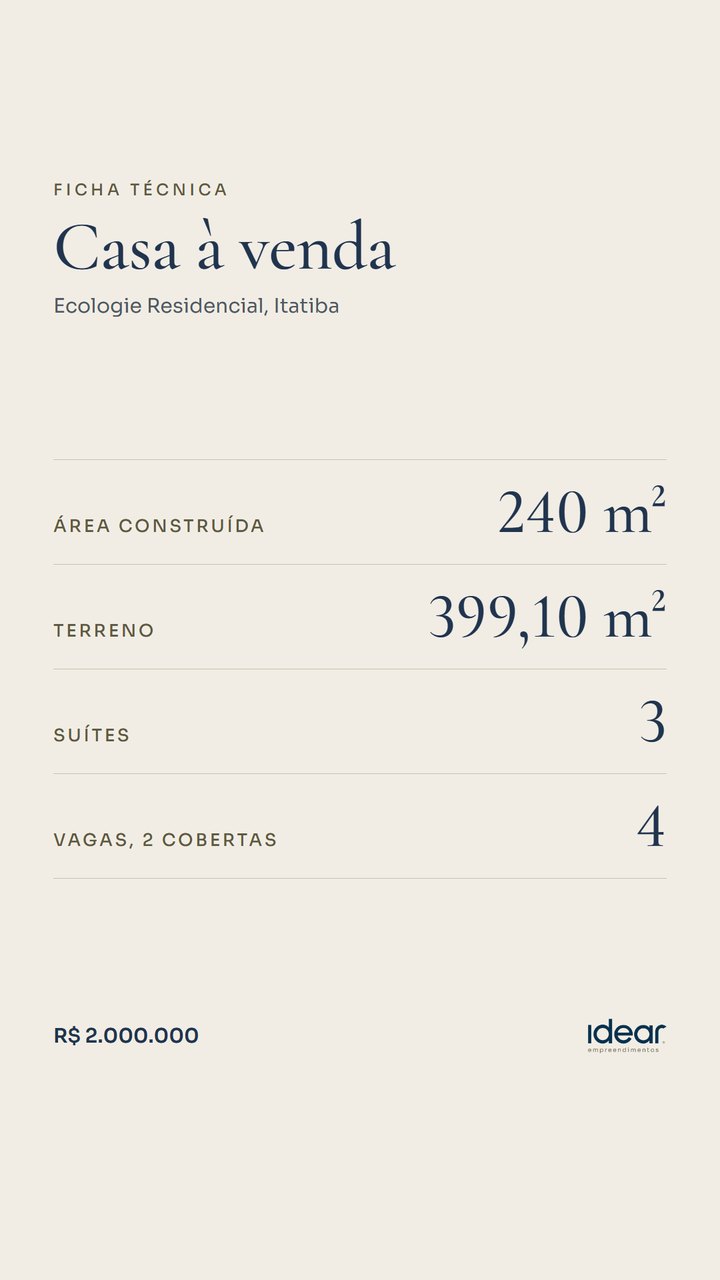 FICHA TÉCNICA
Casa à venda
Ecologie Residencial, Itatiba
ÁREA CONSTRUÍDA 240 m²
TERRENO 399,10 m²
SUÍTES 3
VAGAS, 2 COBERTAS 4
R$ 2.000.000
idear
empreendimentos